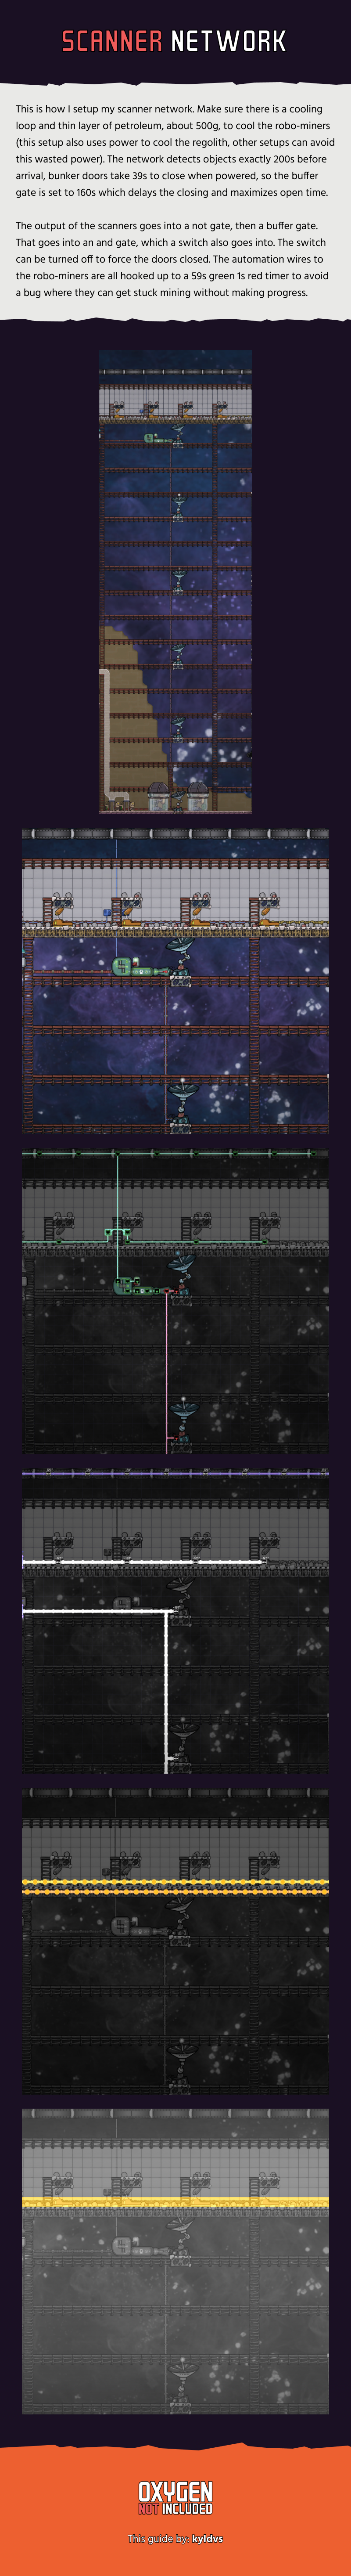 SCANNER NETWORK
This is how I setup my scanner network. Make sure there is a cooling
loop and thin layer of petroleum, about 500g, to cool the robo-miners
(this setup also uses power to cool the regolith, other setups can avoid
this wasted power). The network detects objects exactly 200s before
arrival, bunker doors take 39s to close when powered, so the buffer
gate is set to 160s which delays the closing and maximizes open time.
The output of the scanners goes into a not gate, then a buffer gate.
That goes into an and gate, which a switch also goes into. The switch
can be turned off to force the doors closed. The automation wires to
the robo-miners are all hooked up to a 59s green 1s red timer to avoid
a bug where they can get stuck mining without making progress.
OXYGEN
NOT INCLUDED
This guide by: kyldvs